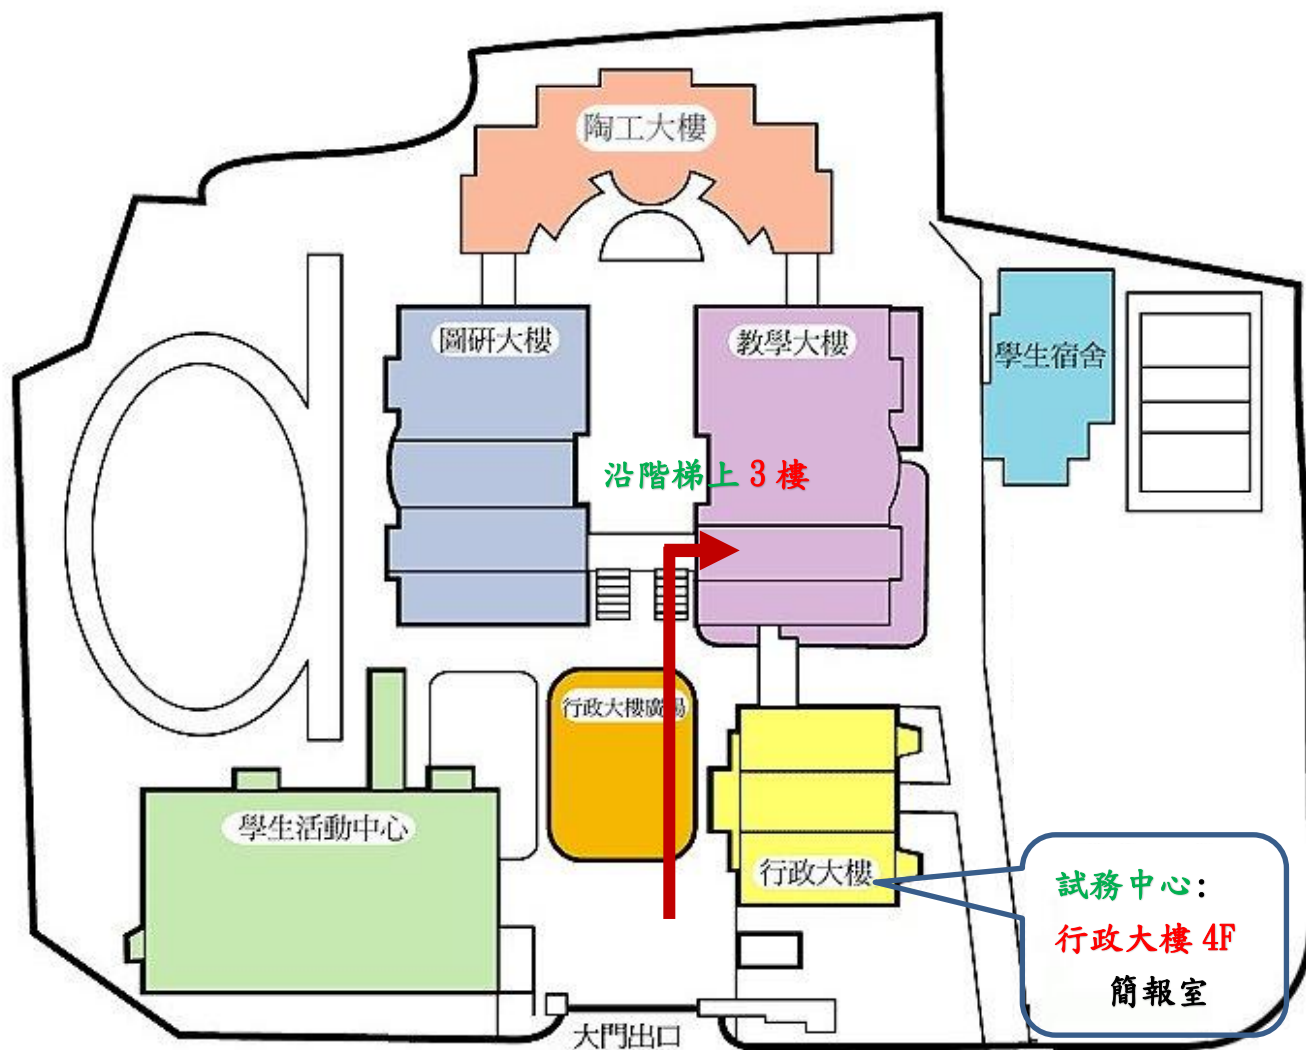 陶工大樓
圖研大樓
教學大樓
學生宿舍
沿階梯上 3 樓
行政大樓廣場
學生活動中心
行政大樓
試務中心:
行政大樓 4F
簡報室
大門出口